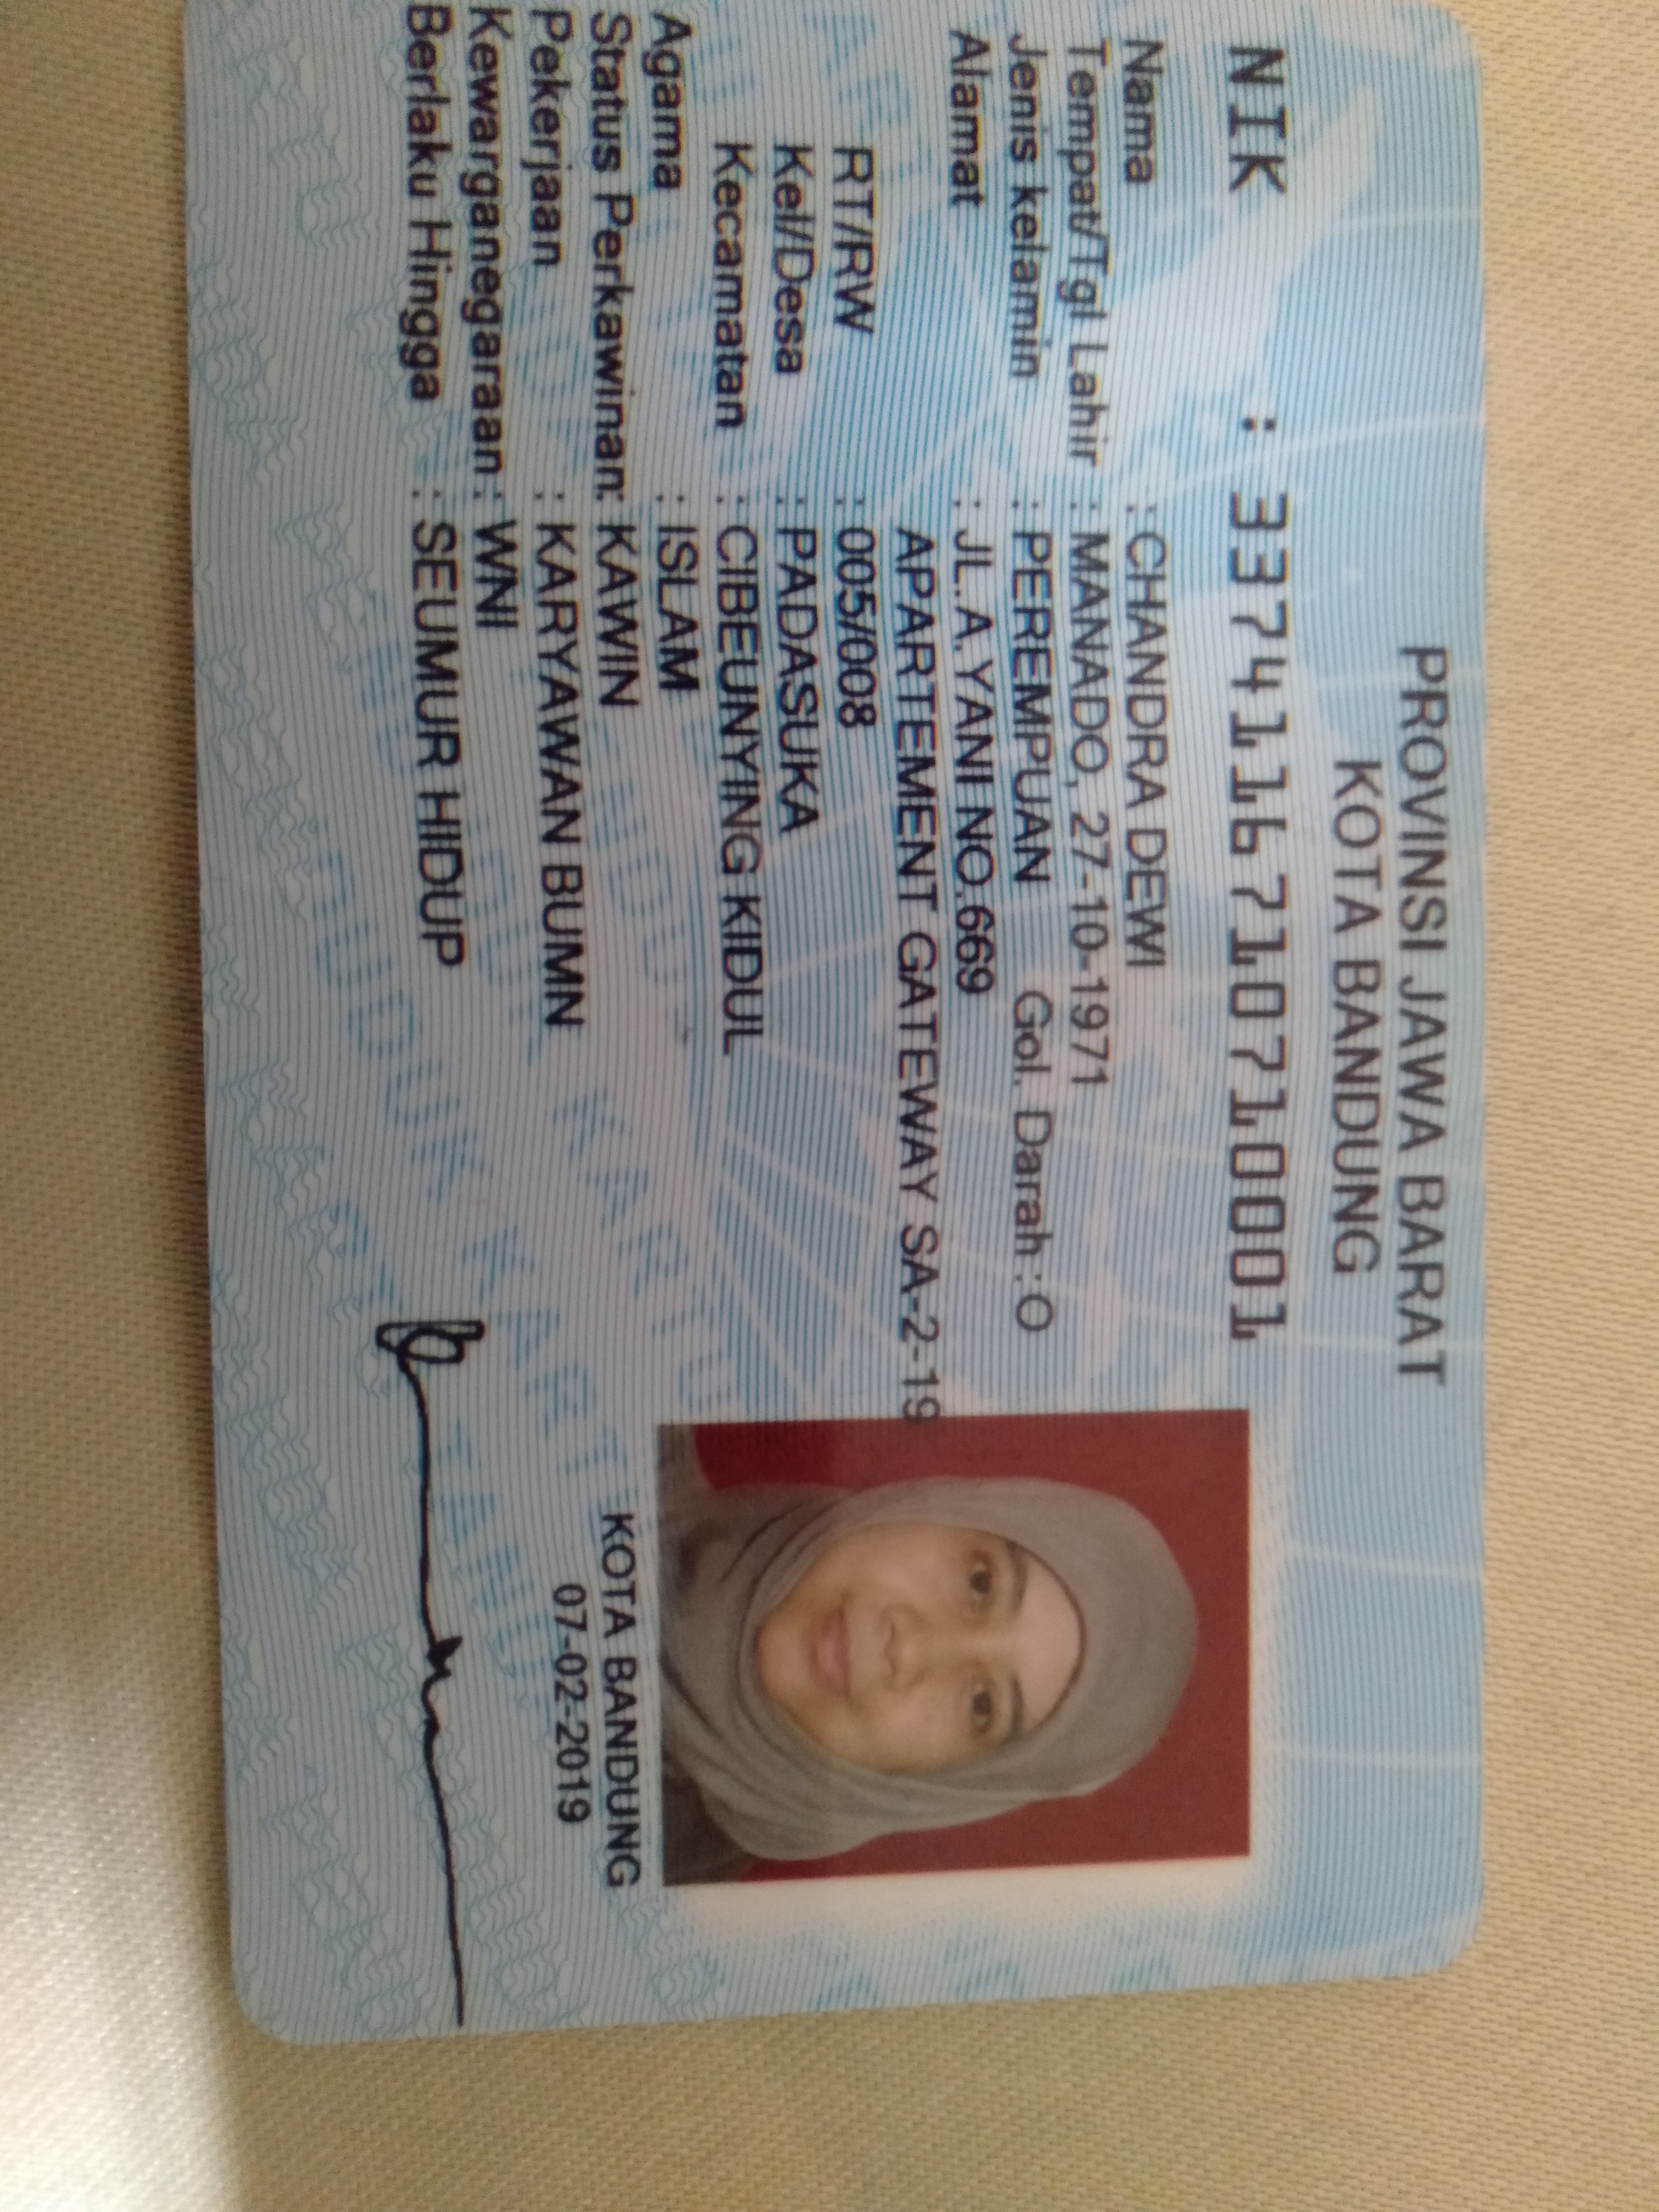 PROVINSI JAWA BARAT
KOTA BANDUNG
NIK : 3374116710710001
Nama : CHANDRA DEWI
Tempat/Tgl Lahir : MANADO, 27-10-1971
Jenis kelamin : PEREMPUAN Gol. Darah : O
Alamat : JL.A.YANI NO.669
APARTEMENT GATEWAY SA-2-19
RT/RW : 005/008
Kel/Desa : PADASUKA
Kecamatan : CIBEUNYING KIDUL
Agama : ISLAM
Status Perkawinan: KAWIN
Pekerjaan : KARYAWAN BUMN
Kewarganegaraan : WNI
Berlaku Hingga : SEUMUR HIDUP
KOTA BANDUNG
07-02-2019